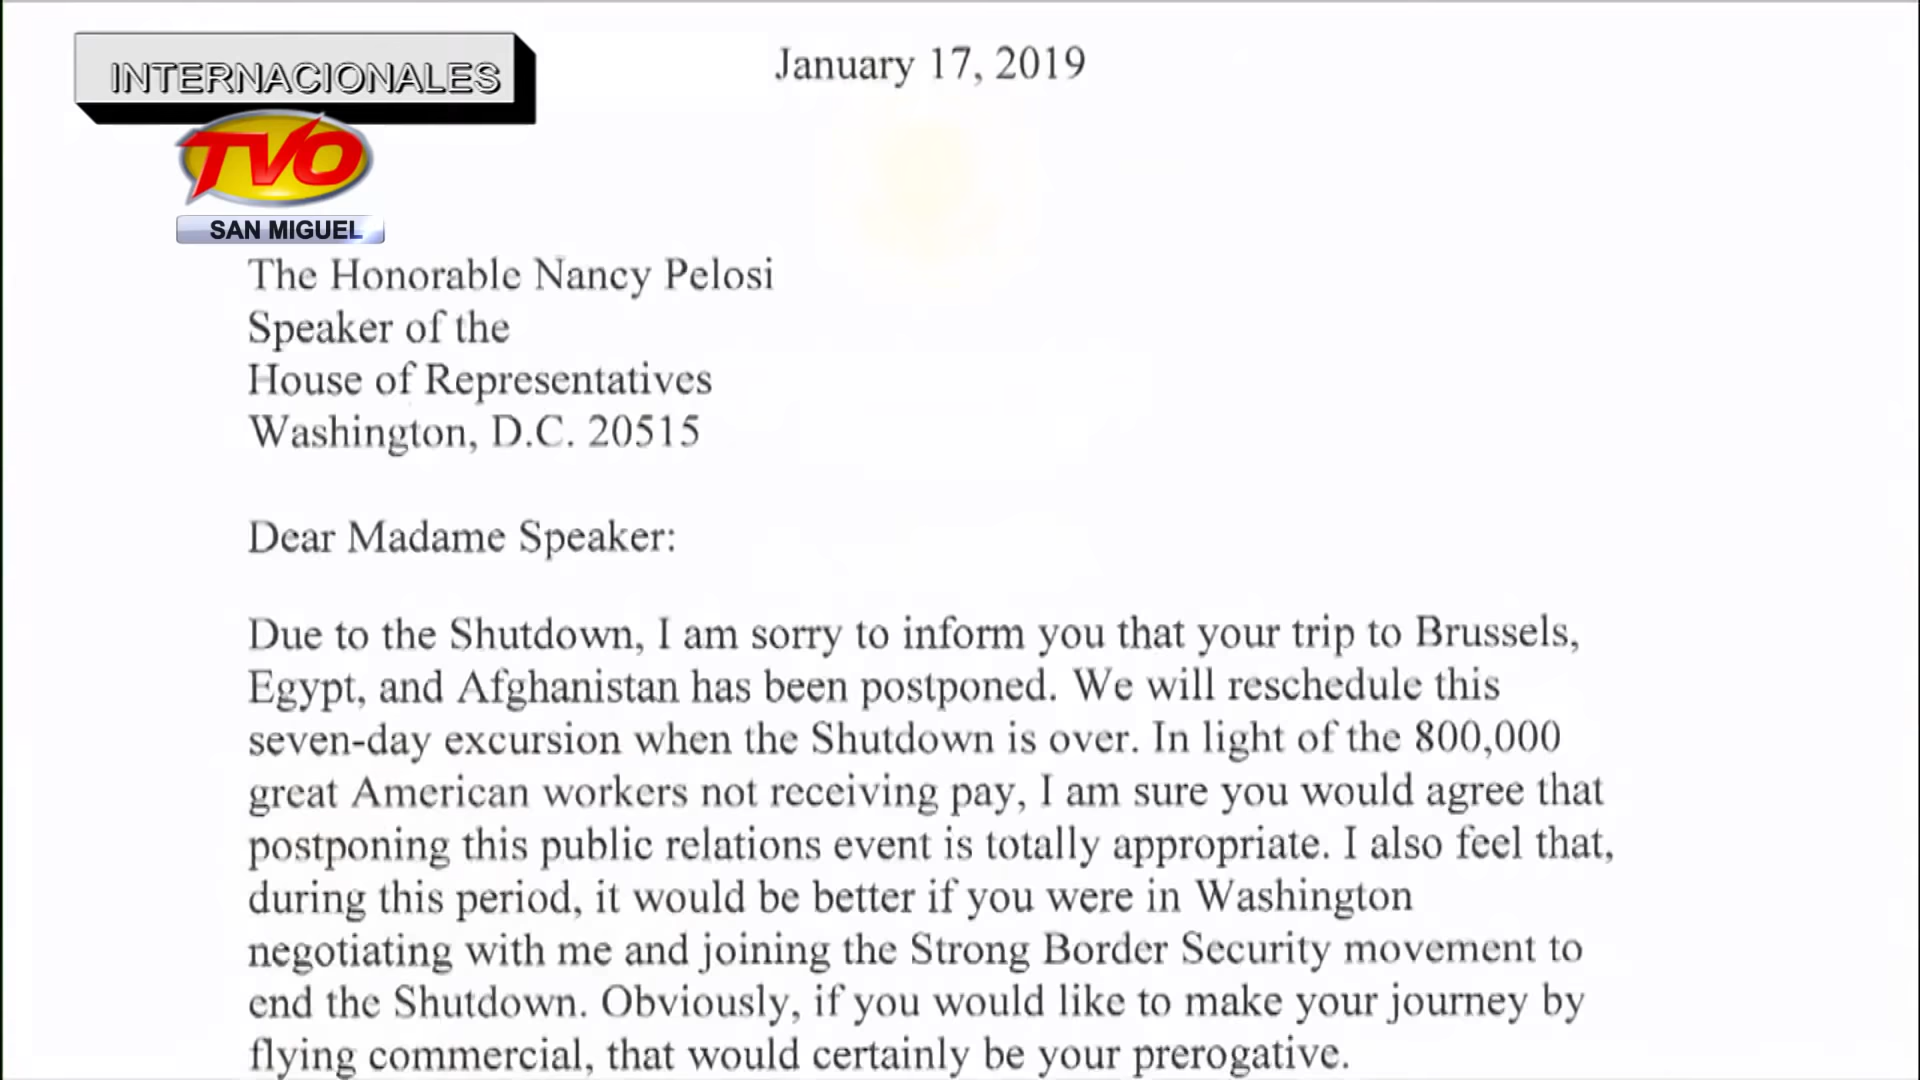 INTERNACIONALES
TVO
SAN MIGUEL
January 17, 2019
The Honorable Nancy Pelosi
Speaker of the
House of Representatives
Washington, D.C. 20515
Dear Madame Speaker:
Due to the Shutdown, I am sorry to inform you that your trip to Brussels,
Egypt, and Afghanistan has been postponed. We will reschedule this
seven-day excursion when the Shutdown is over. In light of the 800,000
great American workers not receiving pay, I am sure you would agree that
postponing this public relations event is totally appropriate. I also feel that,
during this period, it would be better if you were in Washington
negotiating with me and joining the Strong Border Security movement to
end the Shutdown. Obviously, if you would like to make your journey by
flying commercial, that would certainly be your prerogative.